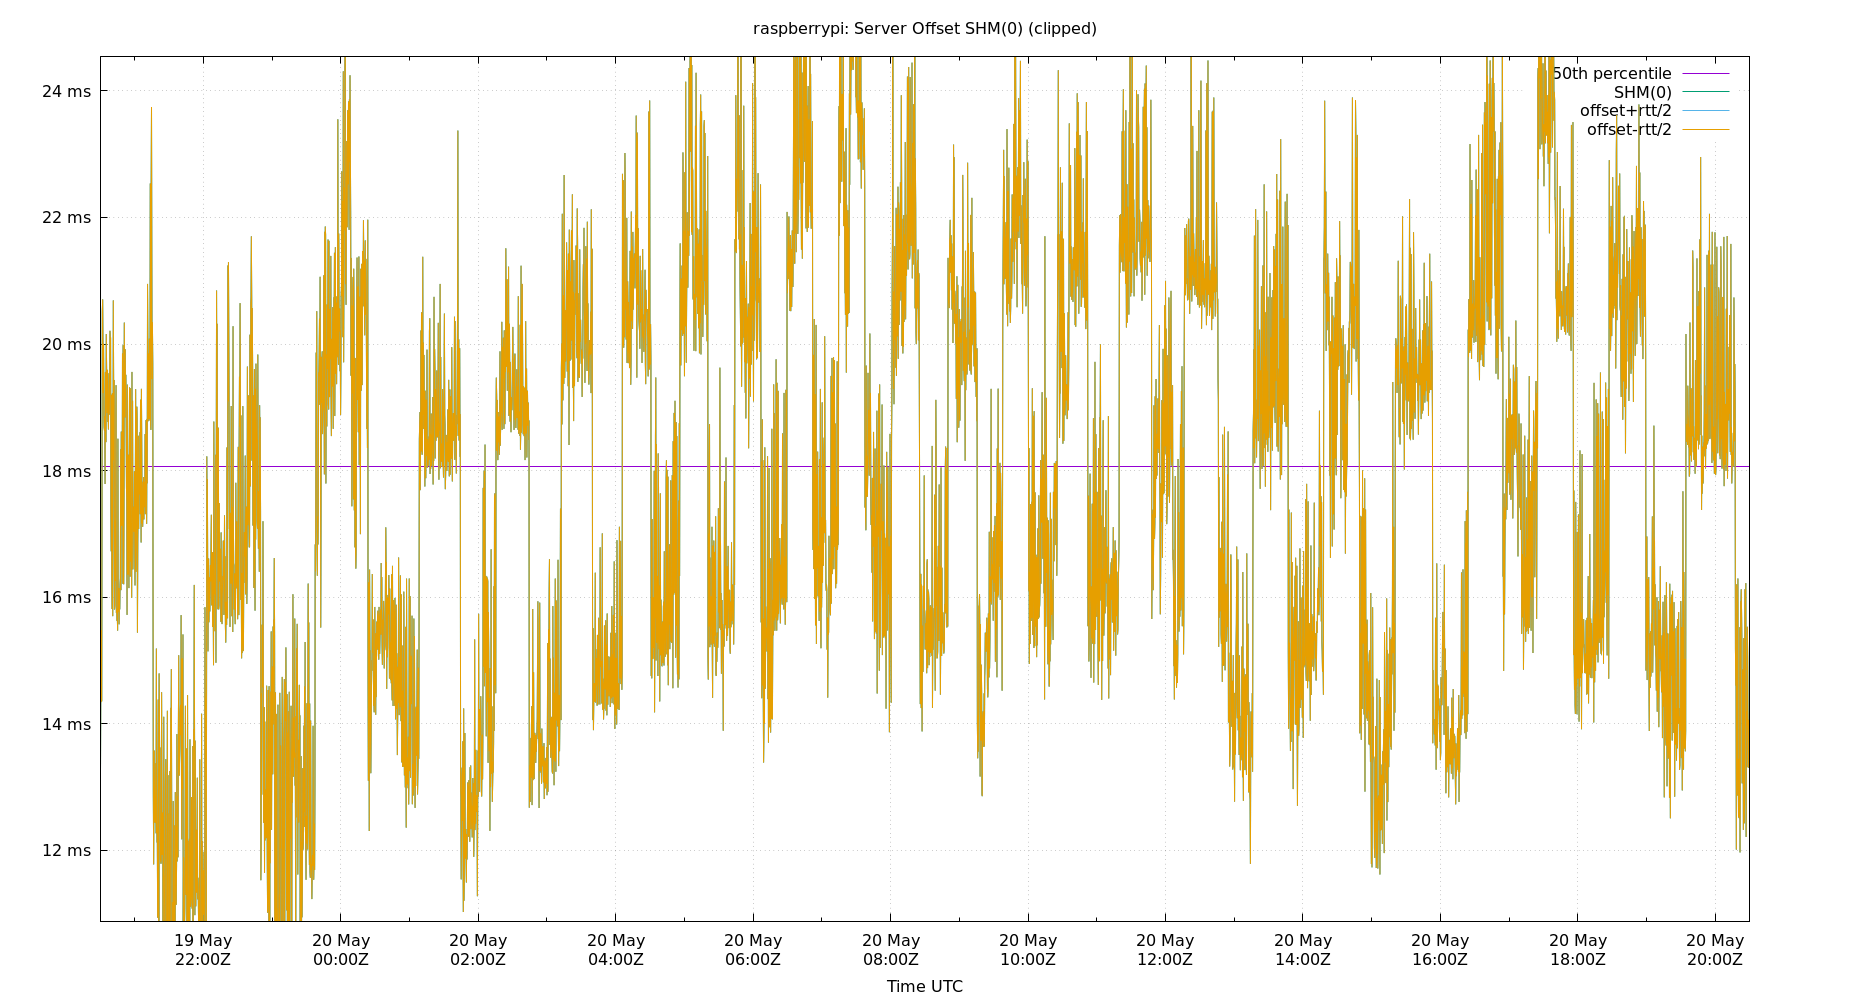 raspberrypi: Server Offset SHM(0) (clipped)
50th percentile
SHM(0)
offset+rtt/2
offset-rtt/2
24 ms
22 ms
20 ms
18 ms
16 ms
14 ms
12 ms
19 May 20 May 20 May 20 May 20 May 20 May 20 May 20 May 20 May 20 May 20 May 20 May
22:00Z 00:00Z 02:00Z 04:00Z 06:00Z 08:00Z 10:00Z 12:00Z 14:00Z 16:00Z 18:00Z 20:00Z
Time UTC